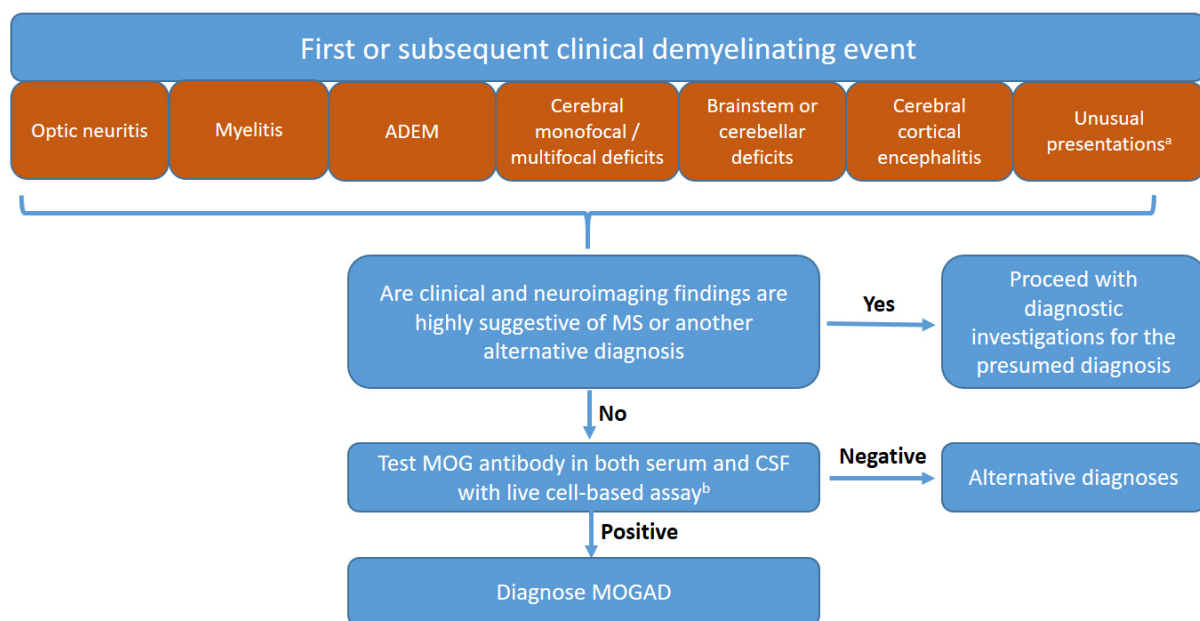 First or subsequent clinical demyelinating event
Optic neuritis
Myelitis
ADEM
Cerebral
monofocal /
multifocal deficits
Brainstem or
cerebellar
deficits
Cerebral
cortical
encephalitis
Unusual
presentationsᵃ
Are clinical and neuroimaging findings are
highly suggestive of MS or another
alternative diagnosis
Yes
Proceed with
diagnostic
investigations for the
presumed diagnosis
No
Test MOG antibody in both serum and CSF
with live cell-based assayᵇ
Negative
Alternative diagnoses
Positive
Diagnose MOGAD